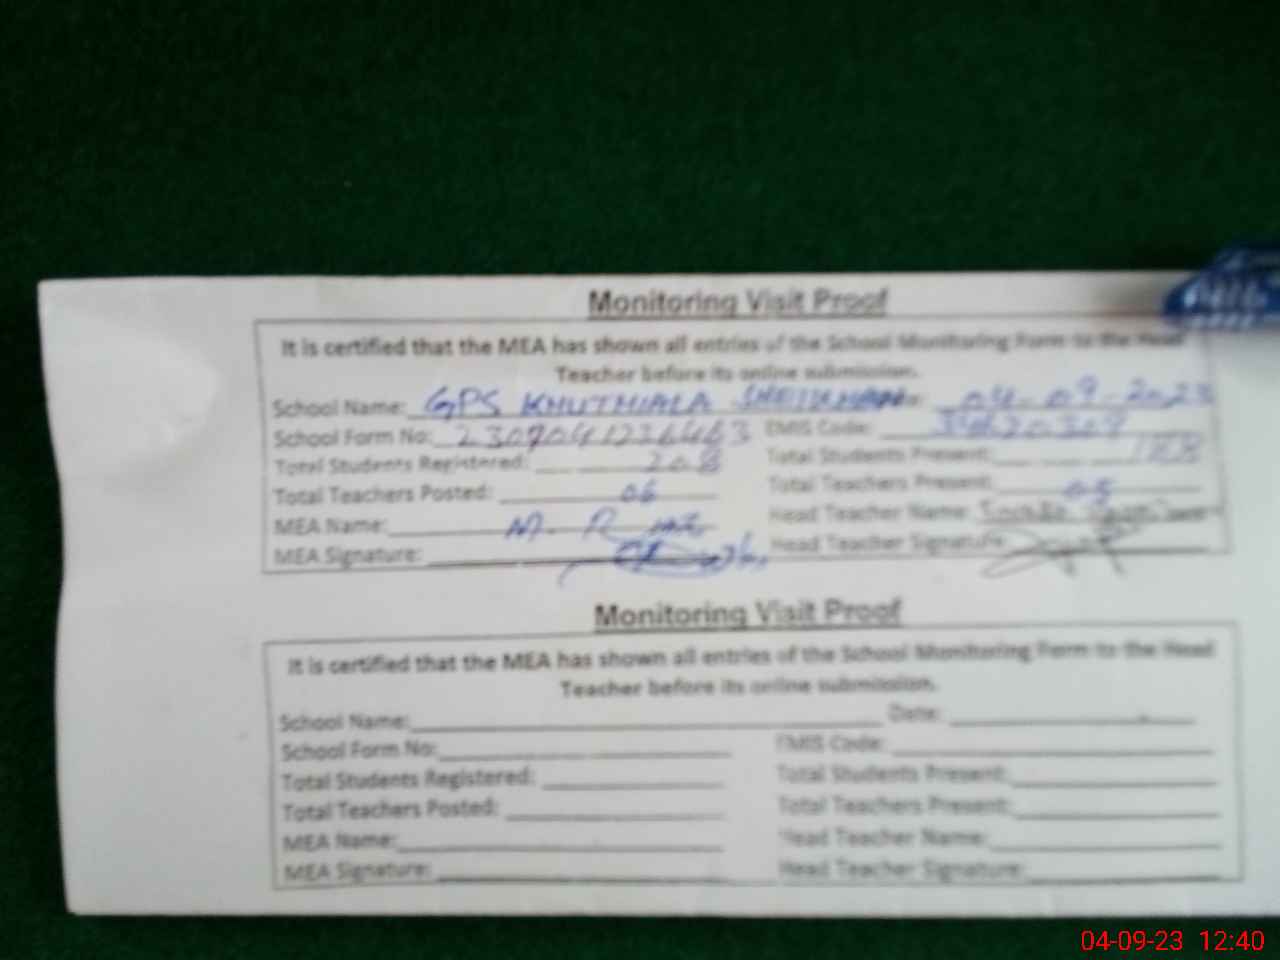 Monitoring Visit Proof
It is certified that the MEA has shown all entries of the School Monitoring Form to the Head
Teacher before its online submission.
School Name: GPS KHUTHIALA SHEIKHAN 04-09-2023
School Form No: EMIS Code:
Total Students Registered: 208 Total Students Present: 188
Total Teachers Posted: 06 Total Teachers Present: 05
MEA Name: M. R Head Teacher Name:
MEA Signature: Head Teacher Signature:
Monitoring Visit Proof
It is certified that the MEA has shown all entries of the School Monitoring Form to the Head
Teacher before its online submission.
School Name: Date:
School Form No: EMIS Code:
Total Students Registered: Total Students Present:
Total Teachers Posted: Total Teachers Present:
MEA Name: Head Teacher Name:
MEA Signature: Head Teacher Signature:
04-09-23 12:40